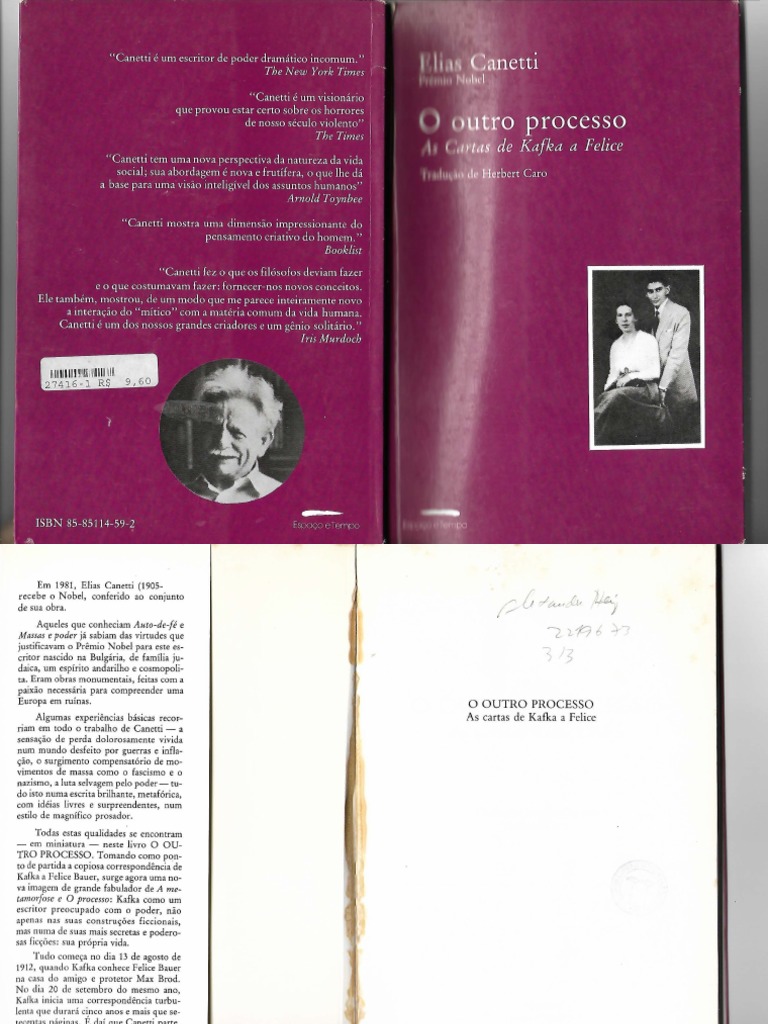 "Canetti é um escritor de poder dramático incomum."
The New York Times
"Canetti é um visionário
que provou estar certo sobre os horrores
de nosso século violento"
The Times
"Canetti tem uma nova perspectiva da natureza da vida
social; sua abordagem é nova e frutífera, o que lhe dá
a base para uma visão inteligível dos assuntos humanos"
Arnold Toynbee
"Canetti mostra uma dimensão impressionante do
pensamento criativo do homem."
Booklist
"Canetti fez o que os filósofos deviam fazer
e o que costumavam fazer: forncecer-nos novos conceitos.
Ele também, mostrou, de um modo que me parece inteiramente novo
a interação do "mítico" com a matéria comum da vida humana.
Canetti é um dos nossos grandes criadores e um gênio solitário."
Iris Murdoch
27416-1 R$ 9,60
ISBN 85-85114-59-2
Espaço e Tempo
Elias Canetti
Prêmio Nobel
O outro processo
As Cartas de Kafka a Felice
Tradução de Herbert Caro
Espaço e Tempo
Em 1981, Elias Canetti (1905-
recebe o Nobel, conferido ao conjunto
de sua obra.
Aqueles que conheciam Auto-de-fé e
Massas e poder já sabiam das virtudes que
justificavam o Prêmio Nobel para este es-
critor nascido na Bulgária, de família ju-
daica, um espírito andarilho e cosmopoli-
ta. Eram obras monumentais, feitas com a
paixão necessária para compreender uma
Europa em ruínas.
Algumas experiências básicas recor-
riam em todo o trabalho de Canetti — a
sensação de perda dolorosamente vivida
num mundo desfeito por guerras e infla-
ção, o surgimento compensatório de mo-
vimentos de massa como o fascismo e o
nazismo, a luta selvagem pelo poder — tu-
do isto numa escrita brilhante, metafórica,
com idéias livres e surpreendentes, num
estilo de magnífico prosador.
Todas estas qualidades se encontram
— em miniatura — neste livro O OU-
TRO PROCESSO. Tomando como pon-
to de partida a copiosa correspondência de
Kafka a Felice Bauer, surge agora uma no-
va imagem de grande fabulador de A me-
tamorfose e O processo: Kafka como um
escritor preocupado com o poder, não
apenas nas suas construções ficcionais,
mas numa de suas mais secretas e podero-
sas ficções: sua própria vida.
Tudo começa no dia 13 de agosto de
1912, quando Kafka conhece Felice Bauer
na casa do amigo e protetor Max Brod.
No dia 20 de setembro do mesmo ano,
Kafka inicia uma correspondência turbu-
lenta que durará cinco anos e mais que se-
tecentas páginas. É daí que Canetti parte
O OUTRO PROCESSO
As cartas de Kafka a Felice